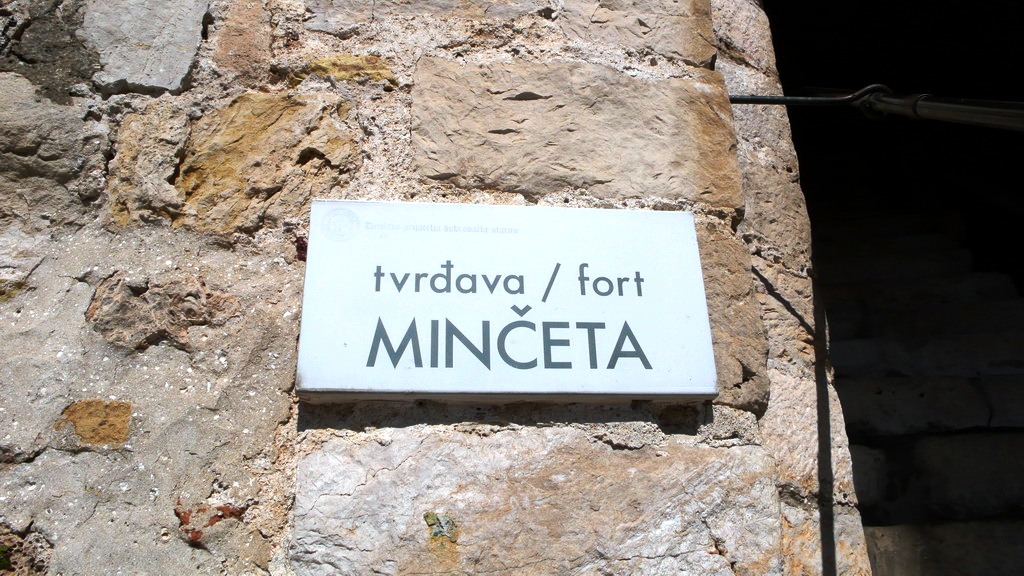 tvrđava / fort
MINČETA